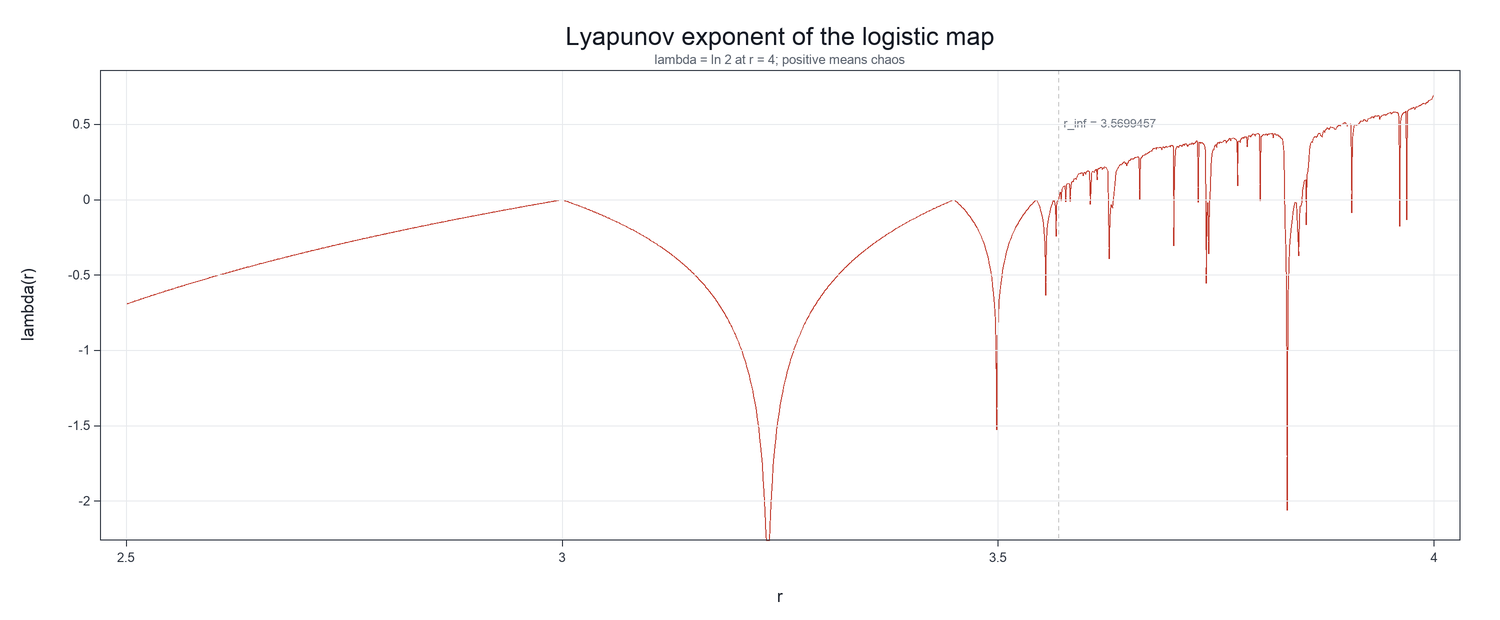 Lyapunov exponent of the logistic map
lambda = ln 2 at r = 4; positive means chaos
r_inf = 3.5699457
lambda(r)
0.5
0
-0.5
-1
-1.5
-2
2.5
3
3.5
4
r